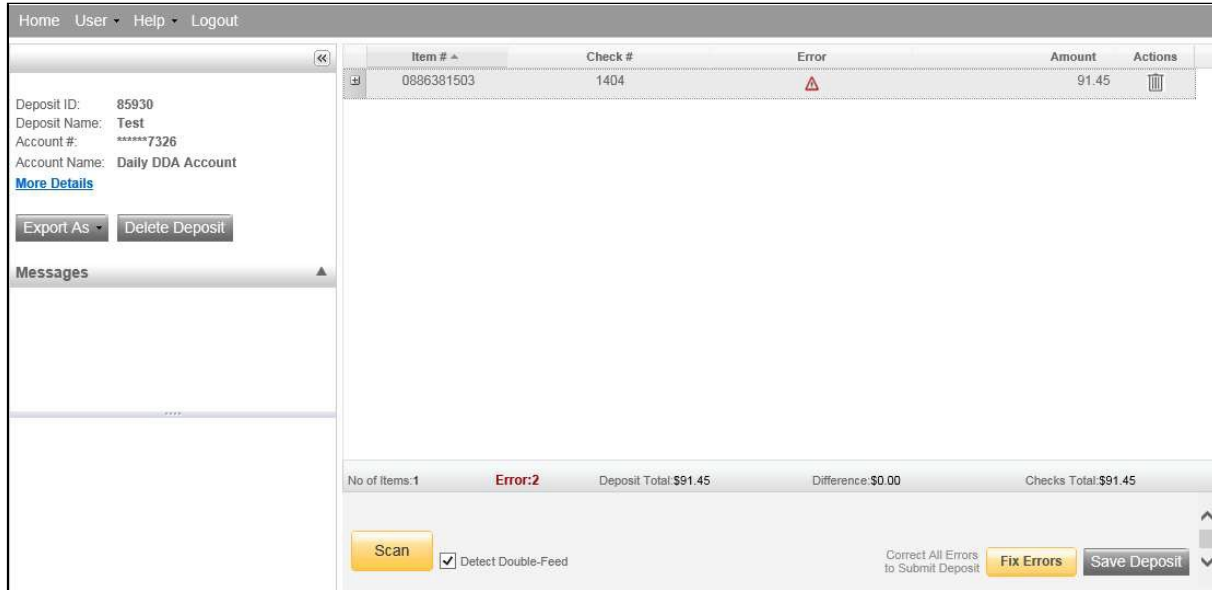 Home User Help Logout
Deposit ID: 85930
Deposit Name: Test
Account #: ******7326
Account Name: Daily DDA Account
More Details
Export As Delete Deposit
Messages
Item # Check # Error Amount Actions
0886381503 1404 91.45
No of Items:1 Error:2 Deposit Total:$91.45 Difference:$0.00 Checks Total:$91.45
Scan Detect Double-Feed
Correct All Errors
to Submit Deposit
Fix Errors Save Deposit